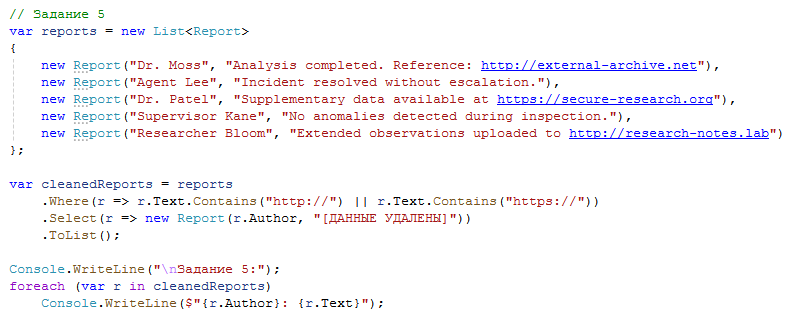 // Задание 5
var reports = new List<Report>
{
    new Report("Dr. Moss", "Analysis completed. Reference: http://external-archive.net"),
    new Report("Agent Lee", "Incident resolved without escalation."),
    new Report("Dr. Patel", "Supplementary data available at https://secure-research.org"),
    new Report("Supervisor Kane", "No anomalies detected during inspection."),
    new Report("Researcher Bloom", "Extended observations uploaded to http://research-notes.lab")
};

var cleanedReports = reports
    .Where(r => r.Text.Contains("http://") || r.Text.Contains("https://"))
    .Select(r => new Report(r.Author, "[ДАННЫЕ УДАЛЕНЫ]"))
    .ToList();

Console.WriteLine("\nЗадание 5:");
foreach (var r in cleanedReports)
    Console.WriteLine($"{r.Author}: {r.Text}");